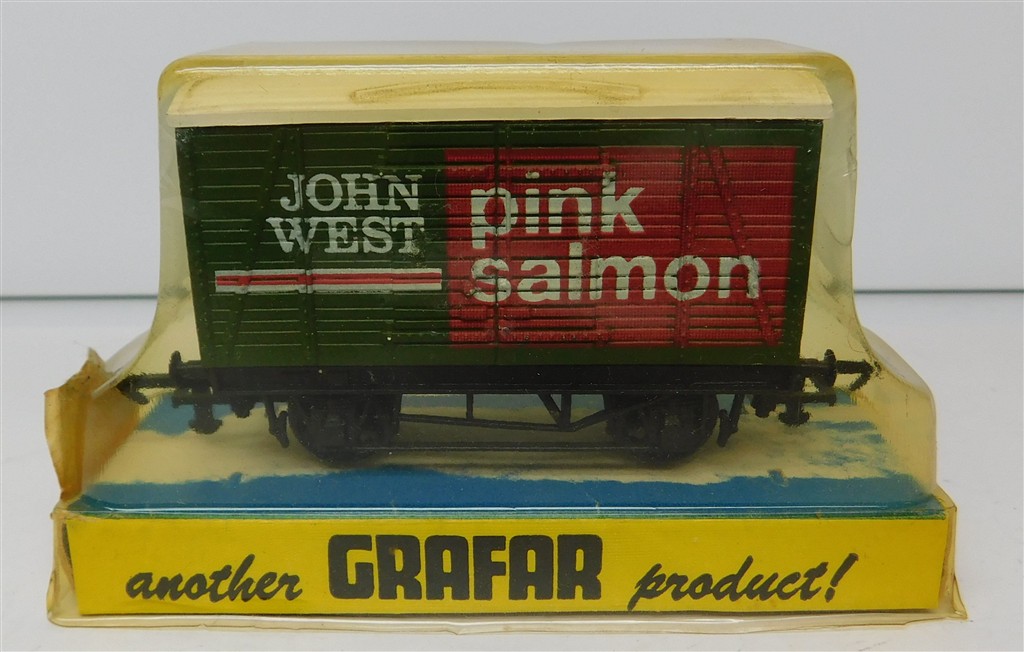 JOHN
WEST
pink
salmon
another GRAFAR product!